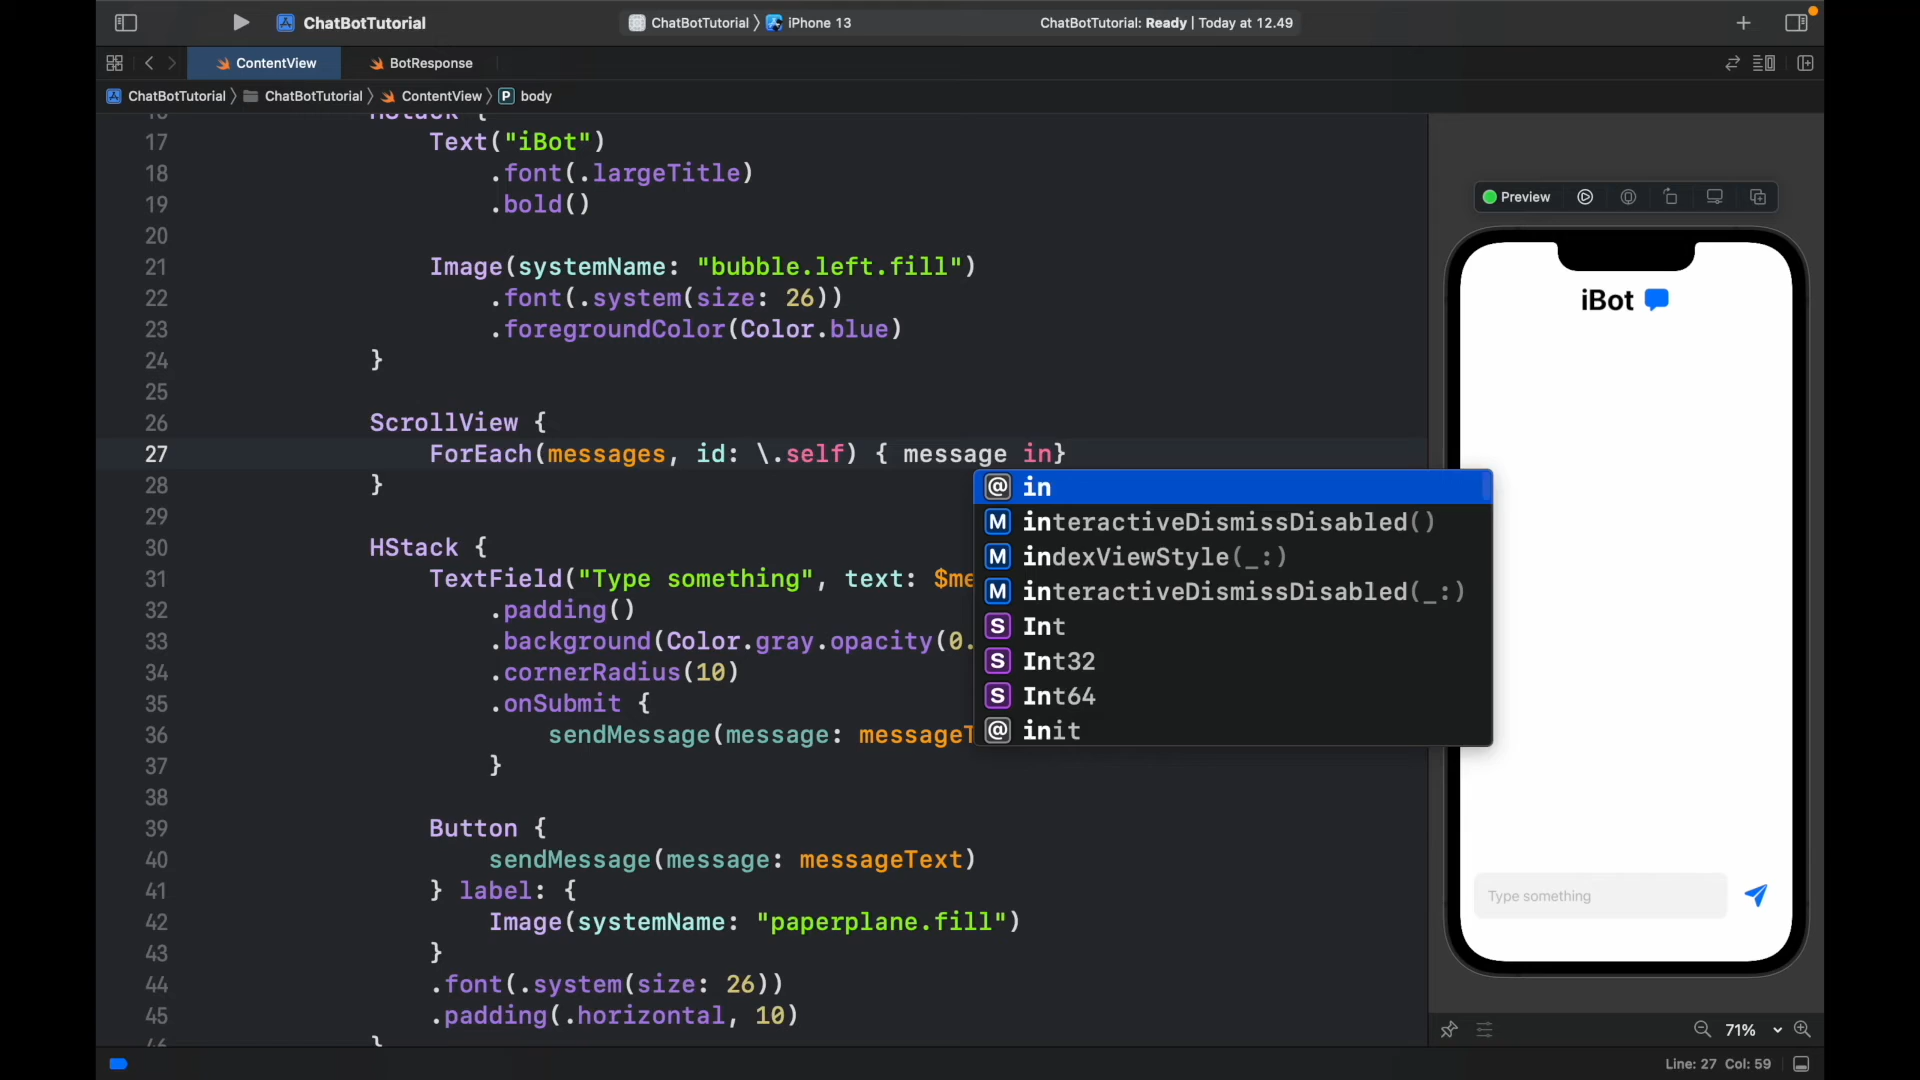 ChatBotTutorial
ChatBotTutorial 〉 iPhone 13
ChatBotTutorial: Ready | Today at 12.49
ContentView
BotResponse
ChatBotTutorial 〉 ChatBotTutorial 〉 ContentView 〉 P body
16 HStack {
17 Text("iBot")
18 .font(.largeTitle)
19 .bold()
20
21 Image(systemName: "bubble.left.fill")
22 .font(.system(size: 26))
23 .foregroundColor(Color.blue)
24 }
25
26 ScrollView {
27 ForEach(messages, id: \.self) { message in}
28 }
29
30 HStack {
31 TextField("Type something", text: $me
32 .padding()
33 .background(Color.gray.opacity(0.
34 .cornerRadius(10)
35 .onSubmit {
36 sendMessage(message: messageT
37 }
38
39 Button {
40 sendMessage(message: messageText)
41 } label: {
42 Image(systemName: "paperplane.fill")
43 }
44 .font(.system(size: 26))
45 .padding(.horizontal, 10)
46 }
@ in
M interactiveDismissDisabled()
M indexViewStyle(_:)
M interactiveDismissDisabled(_:)
S Int
S Int32
S Int64
@ init
Preview
iBot
Type something
71%
Line: 27 Col: 59